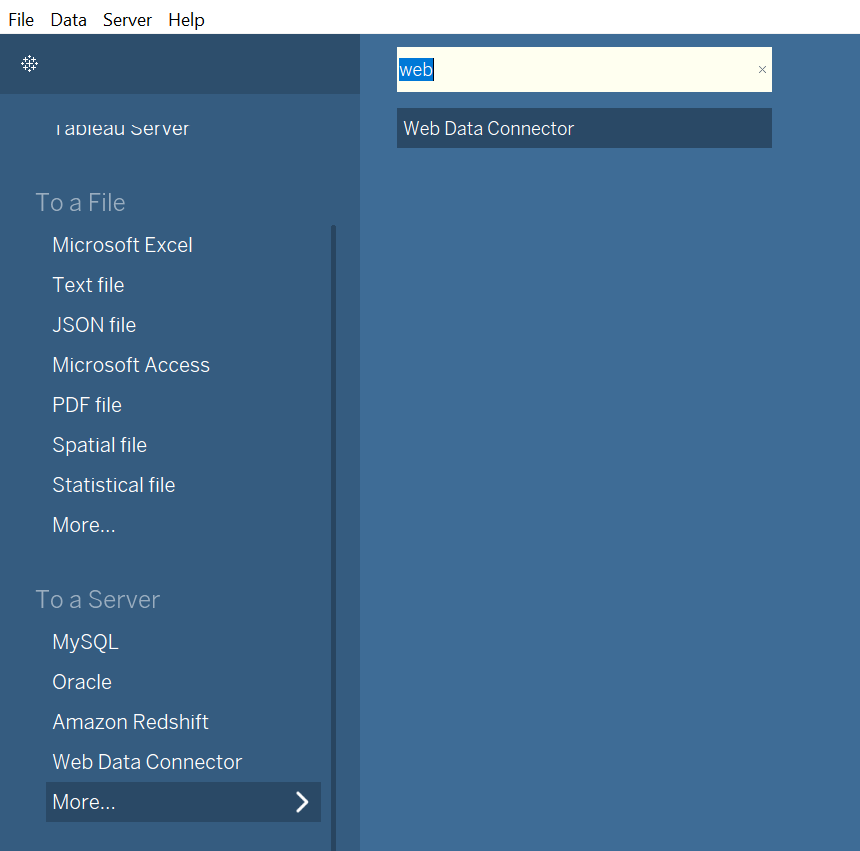 File Data Server Help
Tableau Server
To a File
Microsoft Excel
Text file
JSON file
Microsoft Access
PDF file
Spatial file
Statistical file
More...
To a Server
MySQL
Oracle
Amazon Redshift
Web Data Connector
More...
web
Web Data Connector